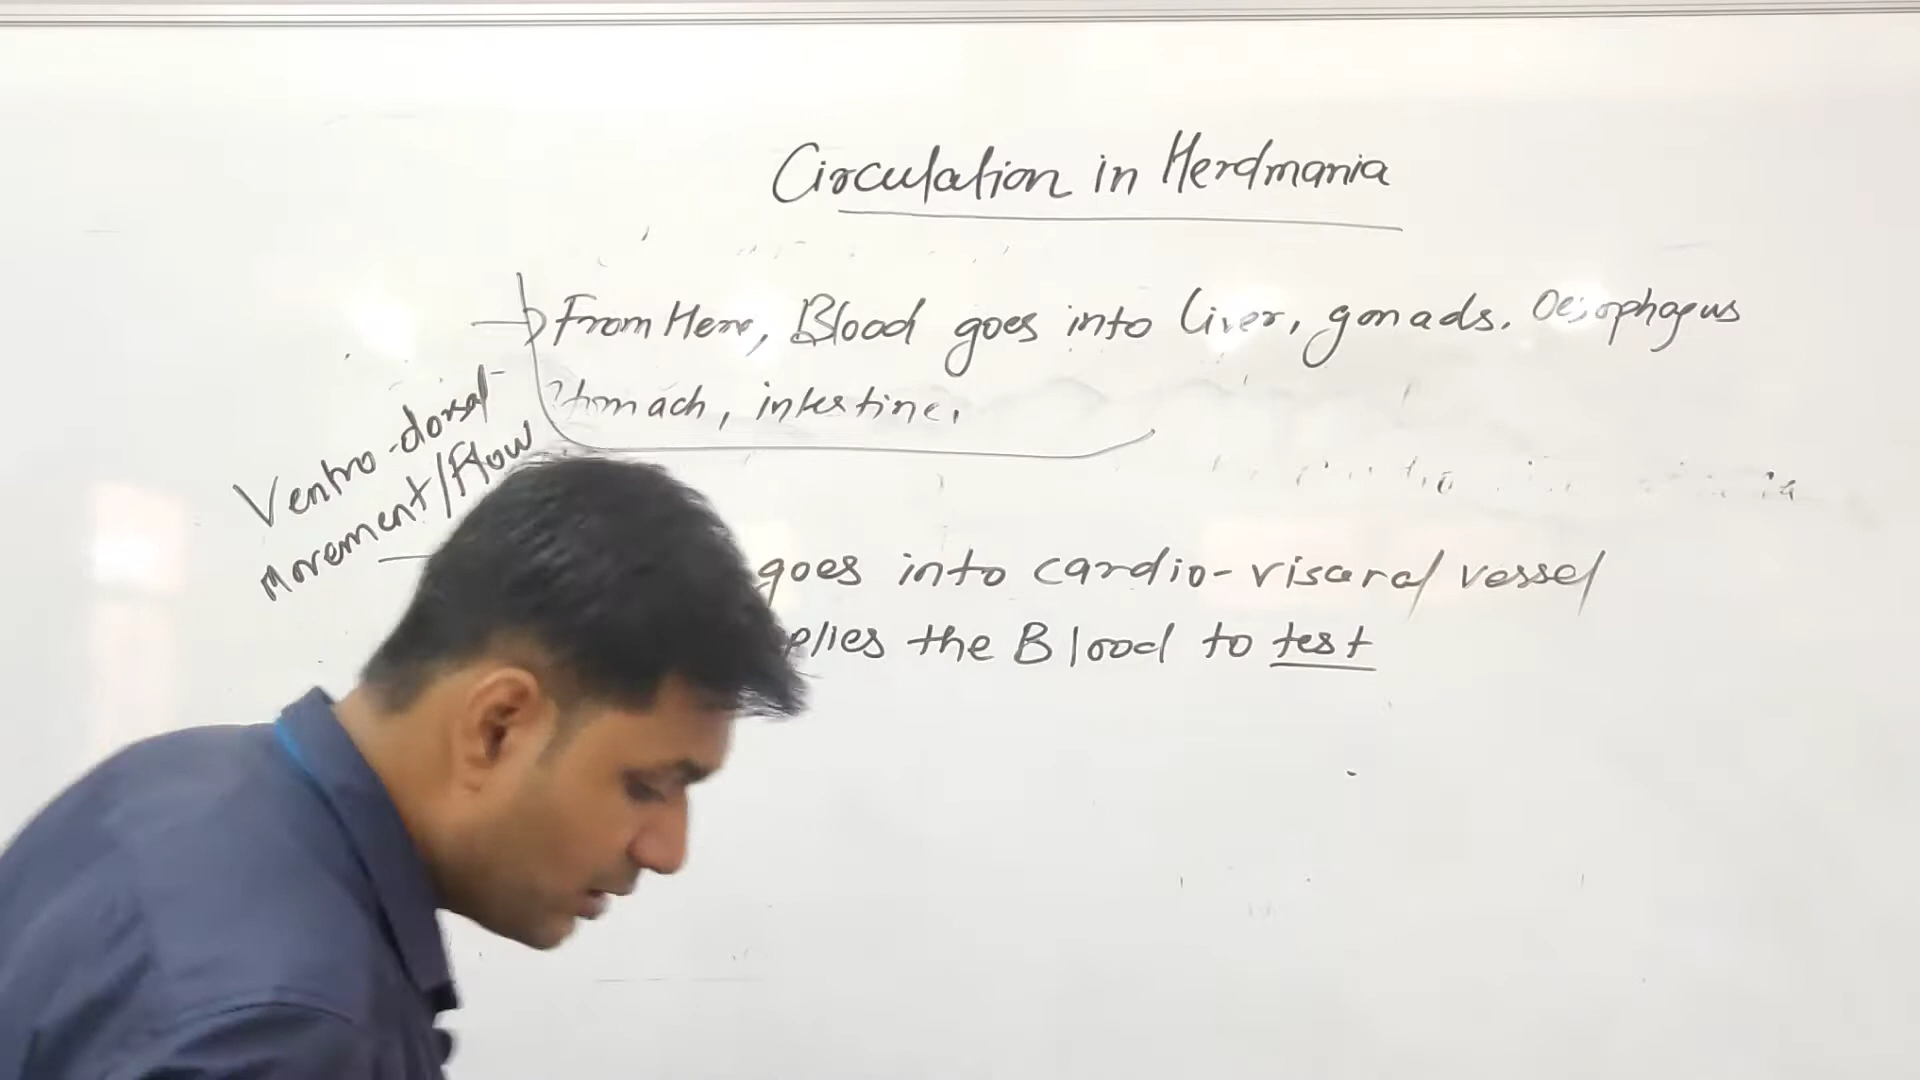 Circulation in Herdmania
From Here, Blood goes into liver, gonads. Oesophagus
Stomach, intestine.
Ventro-dorsal
Movement/Flow
goes into cardio-visceral vessel
plies the Blood to test